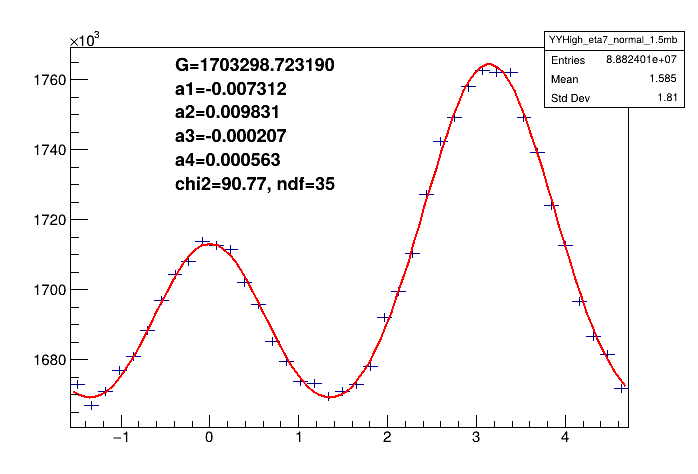 ×10³
YYHigh_eta7_normal_1.5mb
Entries 8.882401e+07
Mean 1.585
Std Dev 1.81
G=1703298.723190
a1=-0.007312
a2=0.009831
a3=-0.000207
a4=0.000563
chi2=90.77, ndf=35
1760
1740
1720
1700
1680
−1 0 1 2 3 4